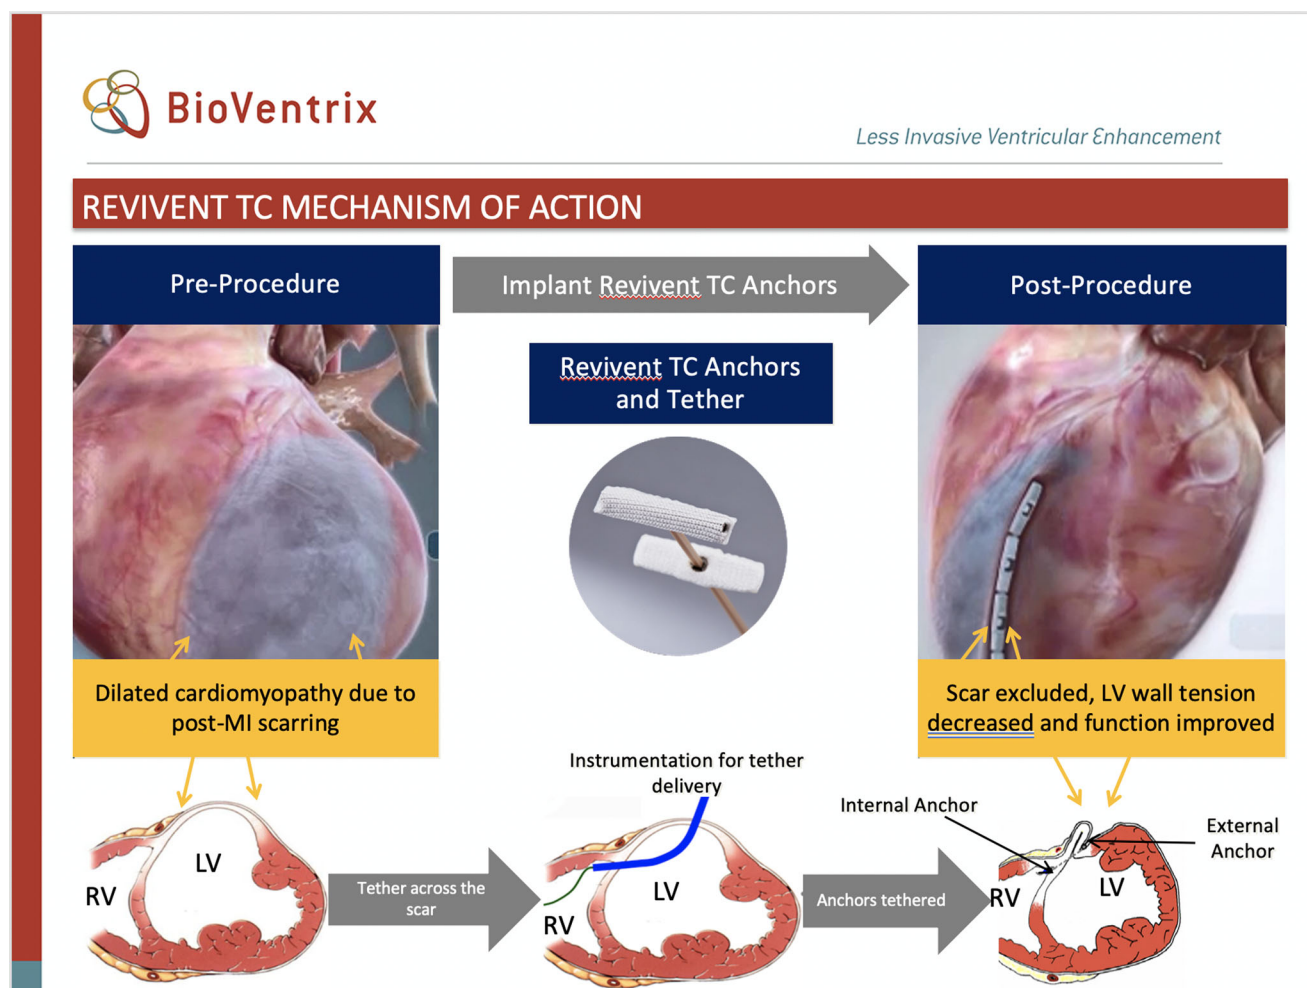 BioVentrix
Less Invasive Ventricular Enhancement
REVIVENT TC MECHANISM OF ACTION
Pre-Procedure
Implant Revivent TC Anchors
Post-Procedure
Revivent TC Anchors
and Tether
Dilated cardiomyopathy due to
post-MI scarring
Scar excluded, LV wall tension
decreased and function improved
Instrumentation for tether
delivery
Internal Anchor
External
Anchor
LV
RV
Tether across the
scar
LV
RV
Anchors tethered
LV
RV